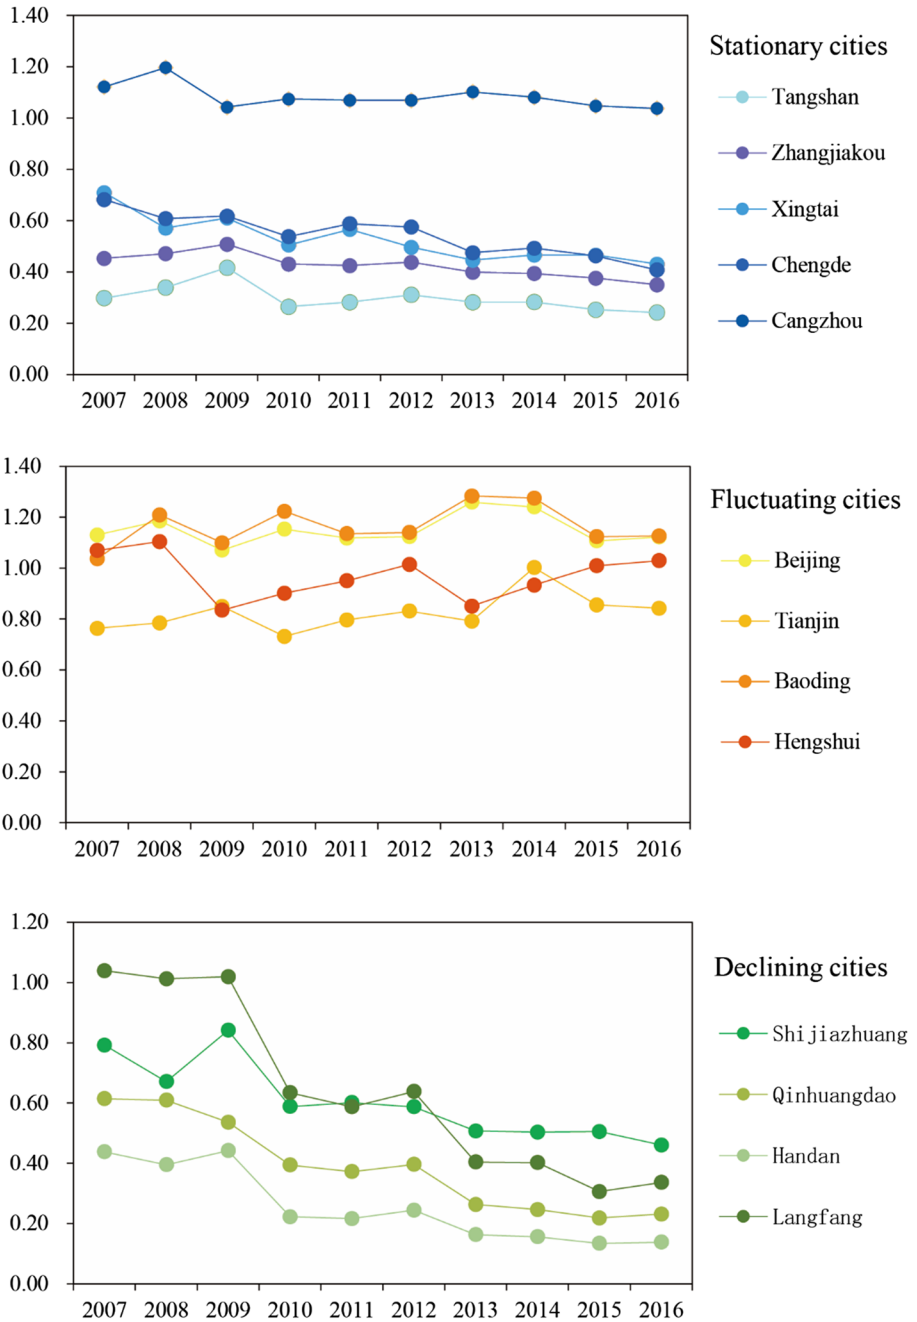 1.40
1.20
1.00
0.80
0.60
0.40
0.20
0.00
2007 2008 2009 2010 2011 2012 2013 2014 2015 2016
Stationary cities
Tangshan
Zhangjiakou
Xingtai
Chengde
Cangzhou
1.40
1.20
1.00
0.80
0.60
0.40
0.20
0.00
2007 2008 2009 2010 2011 2012 2013 2014 2015 2016
Fluctuating cities
Beijing
Tianjin
Baoding
Hengshui
1.20
1.00
0.80
0.60
0.40
0.20
0.00
2007 2008 2009 2010 2011 2012 2013 2014 2015 2016
Declining cities
Shijiazhuang
Qinhuangdao
Handan
Langfang